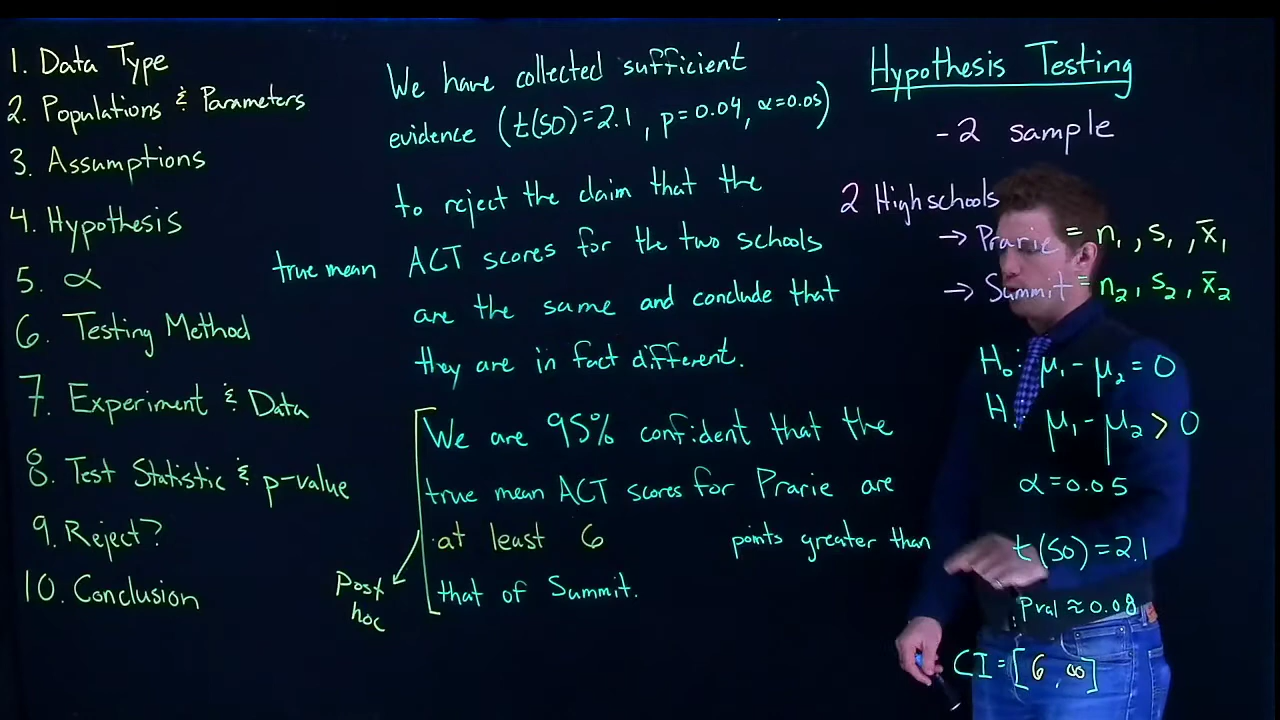 1. Data Type
2. Populations & Parameters
3. Assumptions
4. Hypothesis
5. α
6. Testing Method
7. Experiment & Data
8. Test Statistic & p-value
9. Reject?
10. Conclusion
We have collected sufficient
evidence (t(50)=2.1, p=0.04, α=0.05)
to reject the claim that the
true mean ACT scores for the two schools
are the same and conclude that
they are in fact different.
We are 95% confident that the
true mean ACT scores for Prarie are
at least 6 points greater than
that of Summit.
Post
hoc
Hypothesis Testing
- 2 sample
2 High schools
→ Prarie = n₁, s₁, x̄₁
→ Summit = n₂, s₂, x̄₂
H₀: μ₁ - μ₂ = 0
H₁: μ₁ - μ₂ > 0
α = 0.05
t(50) = 2.1
Pval ≈ 0.08
CI = [6, ∞]